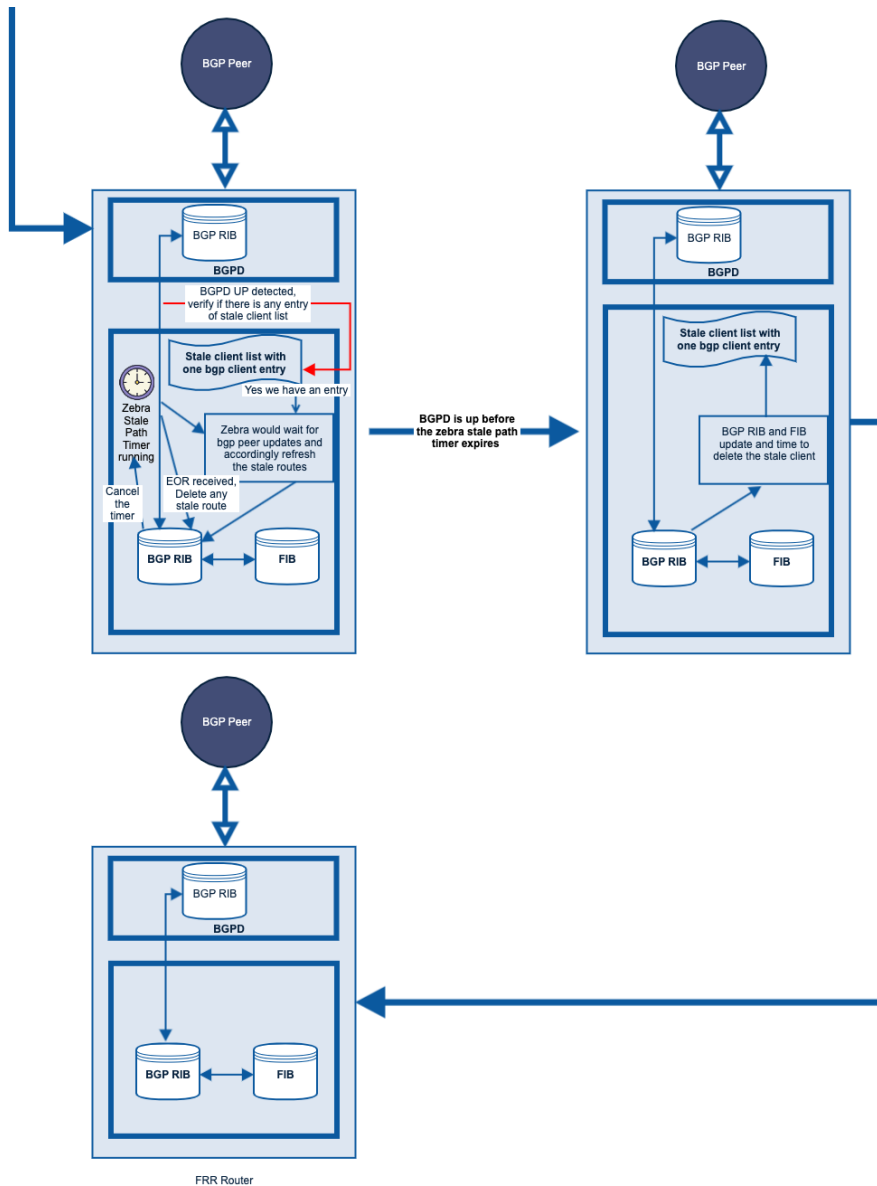 BGP Peer
BGP RIB
BGPD
BGPD UP detected,
verify if there is any entry
of stale client list
Stale client list with
one bgp client entry
Yes we have an entry
Zebra
Stale
Path
Timer
running
Zebra would wait for
bgp peer updates and
accordingly refresh
the stale routes
Cancel
the
timer
EOR received,
Delete any
stale route
BGP RIB
FIB
BGPD is up before
the zebra stale path
timer expires
BGP Peer
BGP RIB
BGPD
Stale client list with
one bgp client entry
BGP RIB and FIB
update and time to
delete the stale client
BGP RIB
FIB
BGP Peer
BGP RIB
BGPD
BGP RIB
FIB
FRR Router